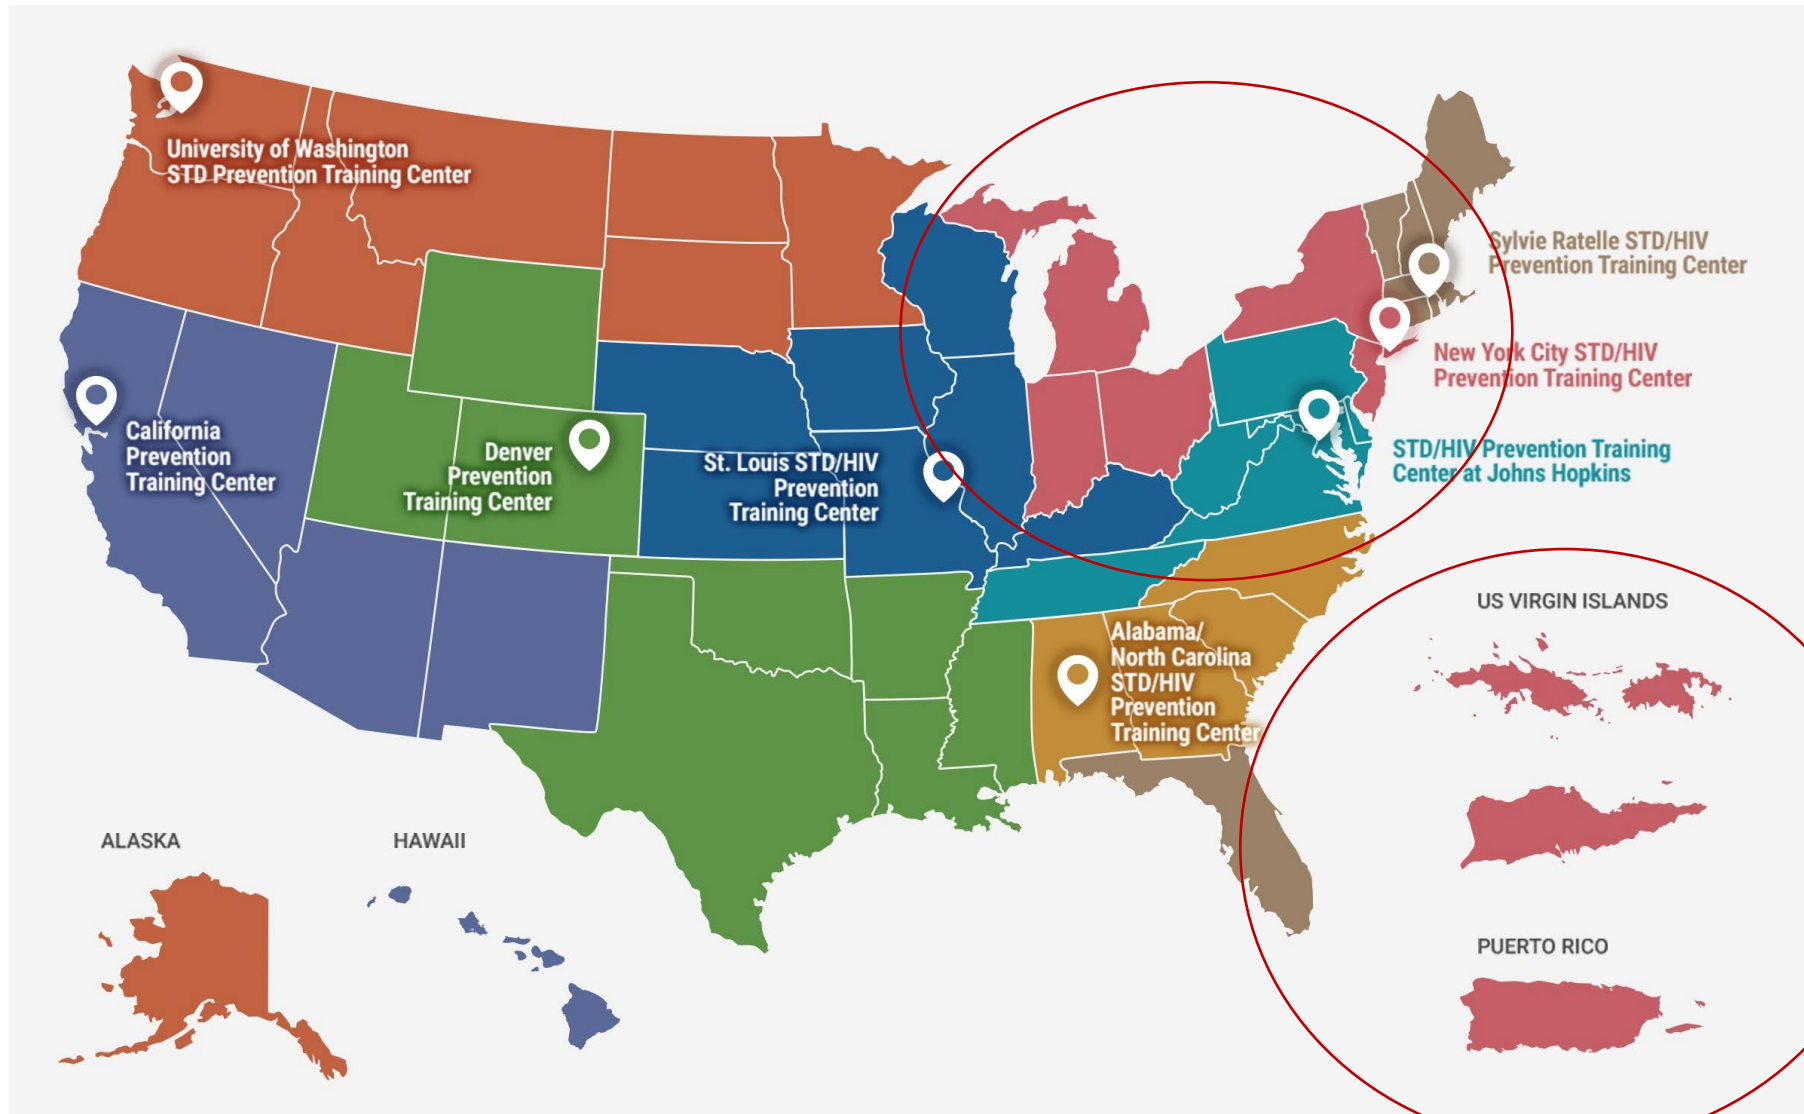 University of Washington
STD Prevention Training Center
Sylvie Ratelle STD/HIV
Prevention Training Center
New York City STD/HIV
Prevention Training Center
California
Prevention
Training Center
Denver
Prevention
Training Center
St. Louis STD/HIV
Prevention
Training Center
STD/HIV Prevention Training
Center at Johns Hopkins
Alabama/
North Carolina
STD/HIV
Prevention
Training Center
US VIRGIN ISLANDS
ALASKA
HAWAII
PUERTO RICO